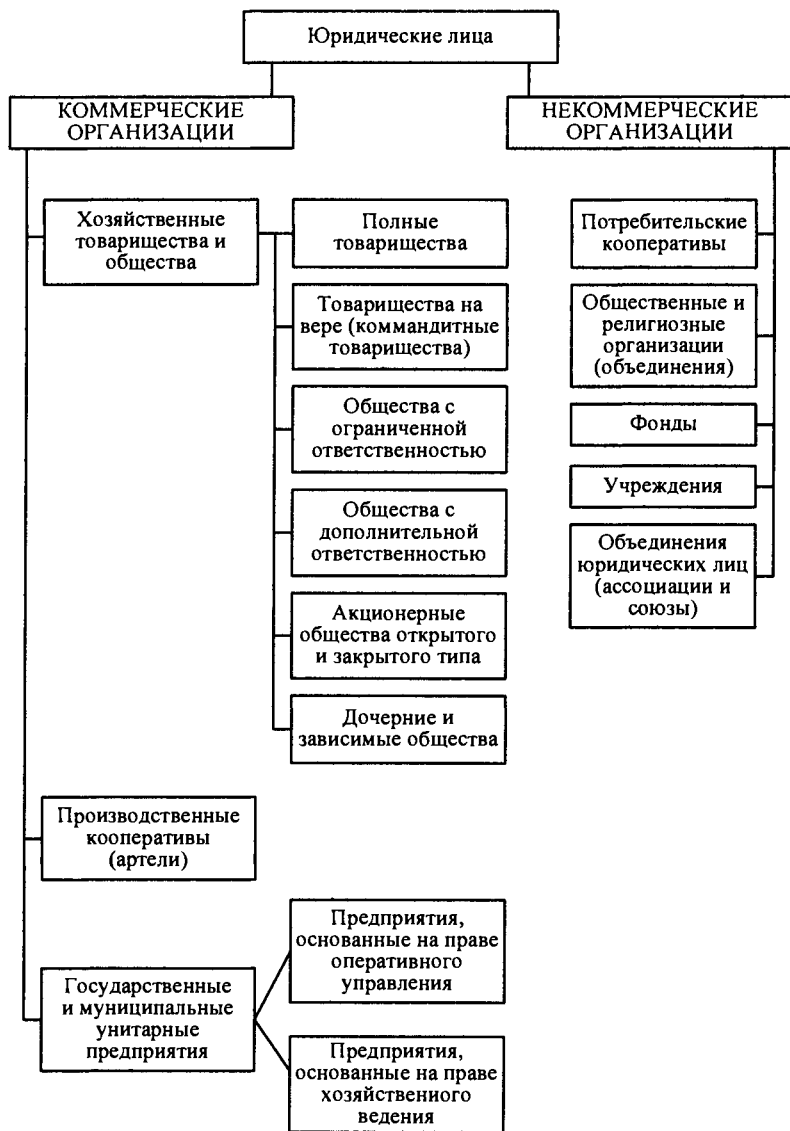 Юридические лица
КОММЕРЧЕСКИЕ
ОРГАНИЗАЦИИ
НЕКОММЕРЧЕСКИЕ
ОРГАНИЗАЦИИ
Хозяйственные
товарищества и
общества
Полные
товарищества
Товарищества на
вере (коммандитные
товарищества)
Общества с
ограниченной
ответственностью
Общества с
дополнительной
ответственностью
Акционерные
общества открытого
и закрытого типа
Дочерние и
зависимые общества
Производственные
кооперативы
(артели)
Государственные
и муниципальные
унитарные
предприятия
Предприятия,
основанные на праве
оперативного
управления
Предприятия,
основанные на праве
хозяйственного
ведения
Потребительские
кооперативы
Общественные и
религиозные
организации
(объединения)
Фонды
Учреждения
Объединения
юридических лиц
(ассоциации и
союзы)